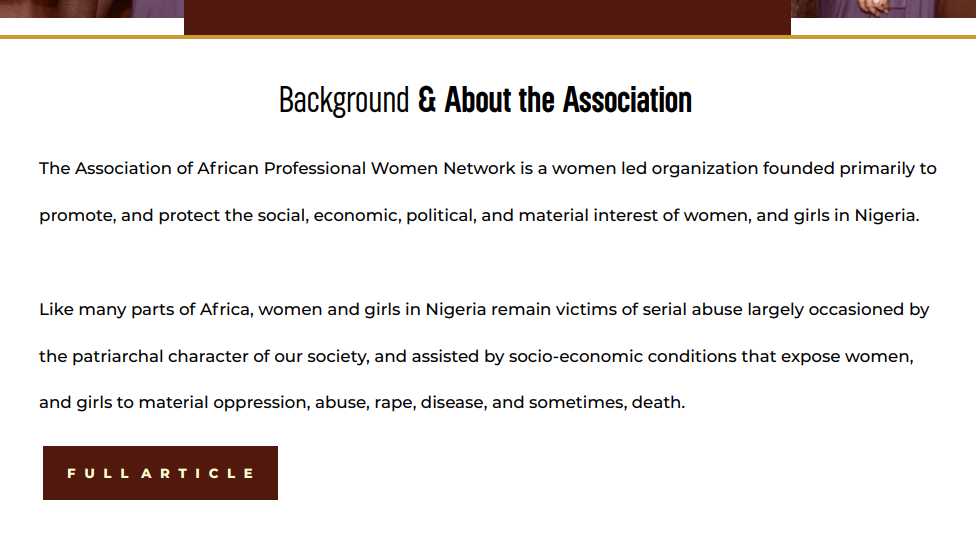 Background & About the Association
The Association of African Professional Women Network is a women led organization founded primarily to
promote, and protect the social, economic, political, and material interest of women, and girls in Nigeria.
Like many parts of Africa, women and girls in Nigeria remain victims of serial abuse largely occasioned by
the patriarchal character of our society, and assisted by socio-economic conditions that expose women,
and girls to material oppression, abuse, rape, disease, and sometimes, death.
FULL ARTICLE